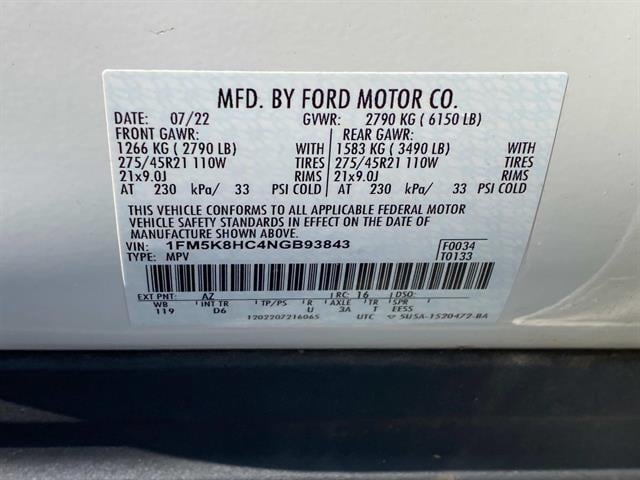 MFD. BY FORD MOTOR CO.
DATE: 07/22 GVWR: 2790 KG ( 6150 LB)
FRONT GAWR: REAR GAWR:
1266 KG ( 2790 LB) WITH 1583 KG ( 3490 LB) WITH
275/45R21 110W TIRES 275/45R21 110W TIRES
21x9.0J RIMS 21x9.0J RIMS
AT 230 kPa/ 33 PSI COLD AT 230 kPa/ 33 PSI COLD
THIS VEHICLE CONFORMS TO ALL APPLICABLE FEDERAL MOTOR
VEHICLE SAFETY STANDARDS IN EFFECT ON THE DATE OF
MANUFACTURE SHOWN ABOVE.
VIN: 1FM5K8HC4NGB93843 F0034
TYPE: MPV T0133
EXT PNT: AZ RC: 16 DSO:
WB INT TR TP/PS R AXLE TR SPR
119 D6 U 3A T EESS
1202207216065 UTC 5U5A-1520472-BA